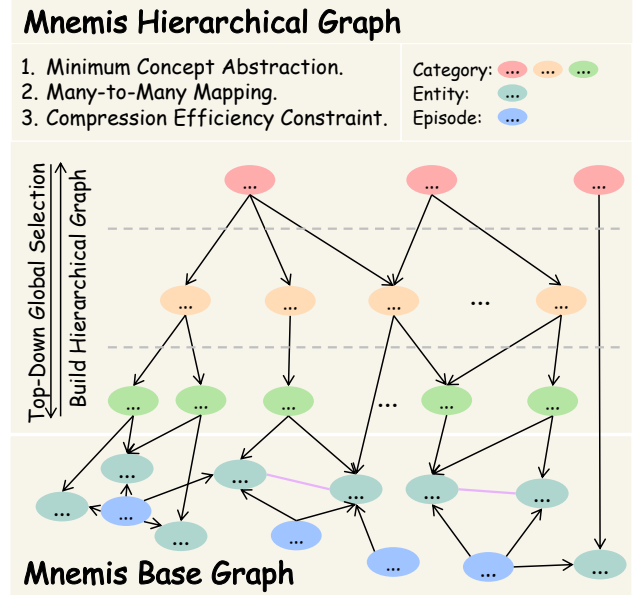 Mnemis Hierarchical Graph
1. Minimum Concept Abstraction.
2. Many-to-Many Mapping.
3. Compression Efficiency Constraint.
Category: ... ... ...
Entity: ...
Episode: ...
Top-Down Global Selection
Build Hierarchical Graph
... ... ...
... ... ... ... ...
... ... ... ... ... ...
... ... ... ... ...
... ... ... ...
... ... ...
Mnemis Base Graph